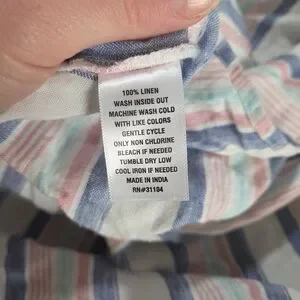 100% LINEN
WASH INSIDE OUT
MACHINE WASH COLD
WITH LIKE COLORS
GENTLE CYCLE
ONLY NON CHLORINE
BLEACH IF NEEDED
TUMBLE DRY LOW
COOL IRON IF NEEDED
MADE IN INDIA
RN#31104